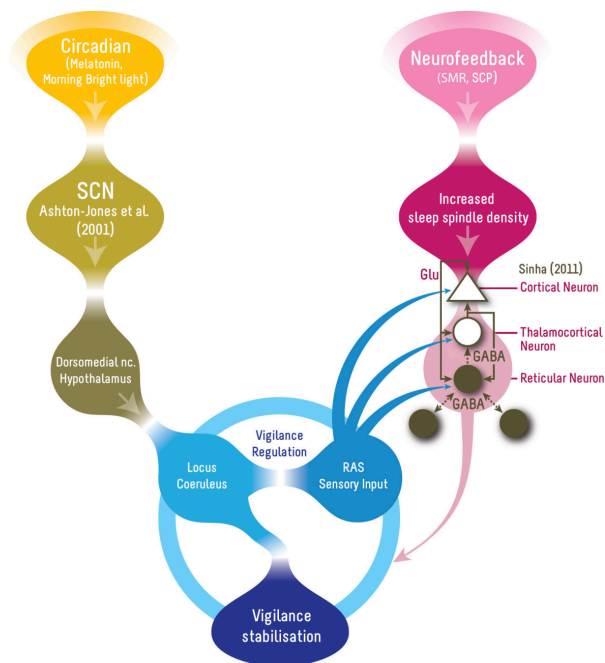 Circadian
(Melatonin,
Morning Bright light)
Neurofeedback
(SMR, SCP)
SCN
Ashton-Jones et al.
(2001)
Increased
sleep spindle density
Glu
Sinha (2011)
Cortical Neuron
Thalamocortical
Neuron
GABA
Reticular Neuron
GABA
Dorsomedial nc.
Hypothalamus
Vigilance
Regulation
Locus
Coeruleus
RAS
Sensory Input
Vigilance
stabilisation